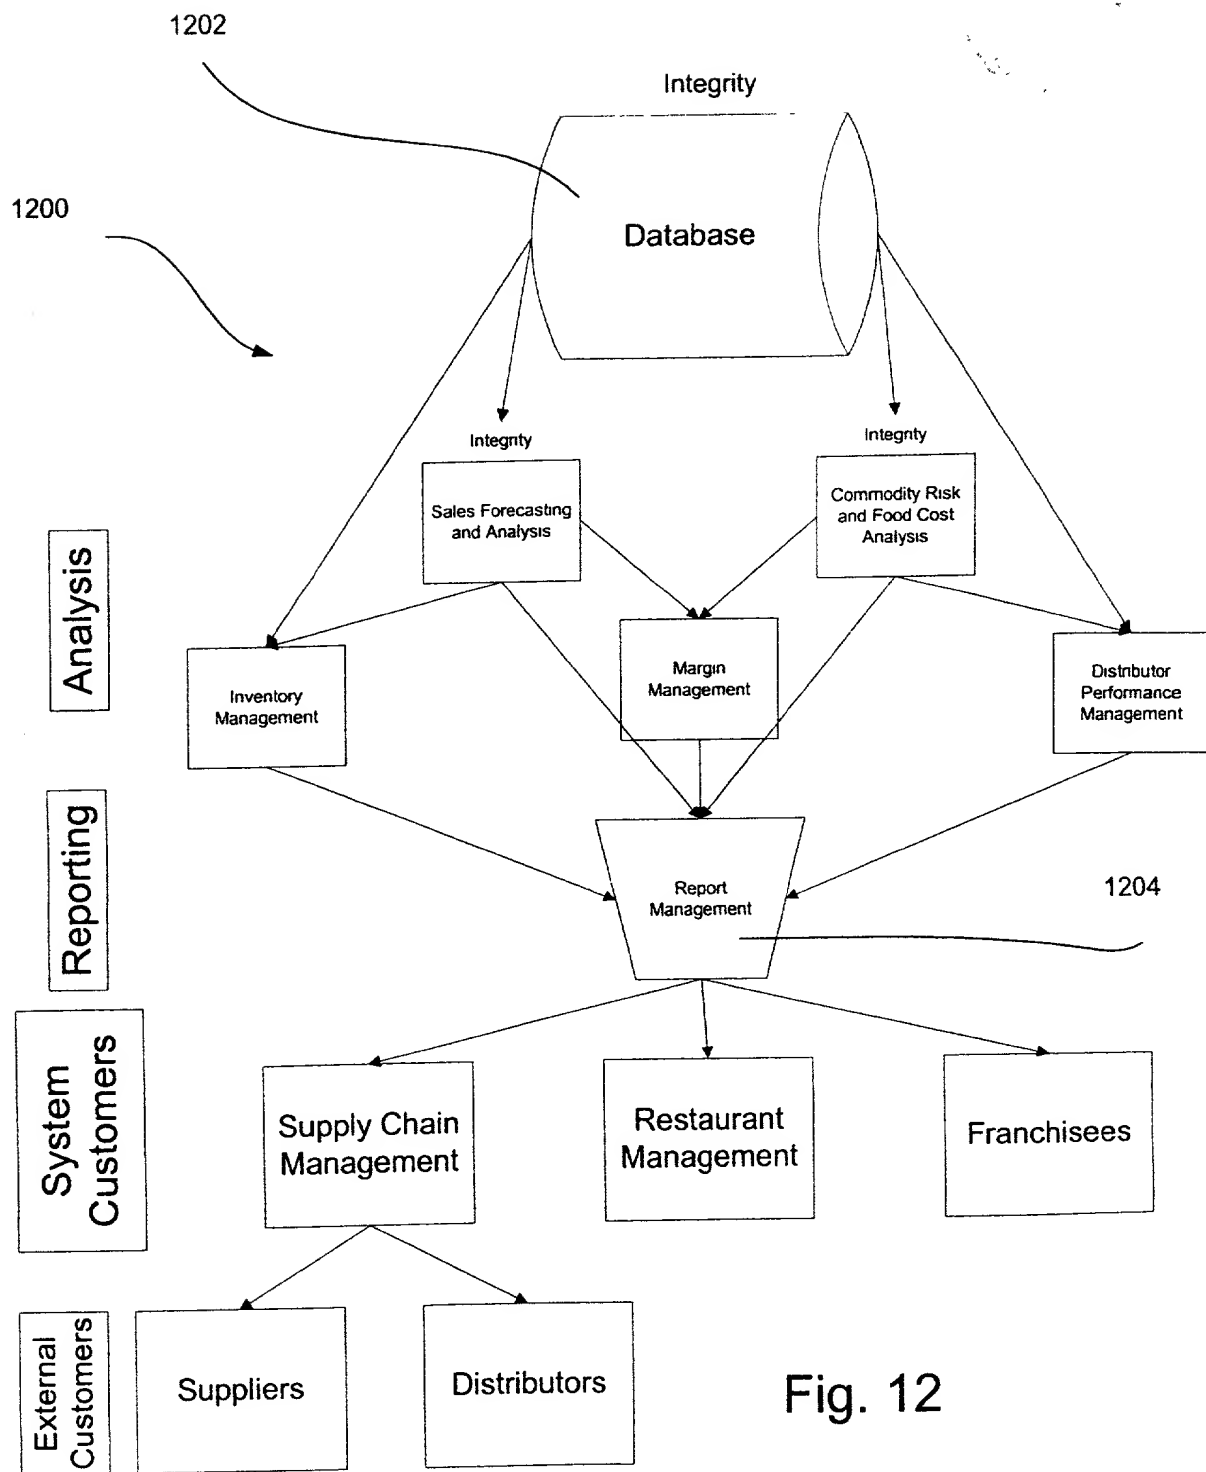 1202
Integrity
1200
Database
Integrity
Integrity
Sales Forecasting
and Analysis
Commodity Risk
and Food Cost
Analysis
Analysis
Inventory
Management
Margin
Management
Distributor
Performance
Management
Reporting
Report
Management
1204
System
Customers
Supply Chain
Management
Restaurant
Management
Franchisees
External
Customers
Suppliers
Distributors
Fig. 12